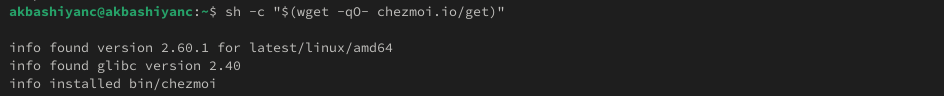 akbashiyanc@akbashiyanc:~$ sh -c "$(wget -qO- chezmoi.io/get)"
info found version 2.60.1 for latest/linux/amd64
info found glibc version 2.40
info installed bin/chezmoi